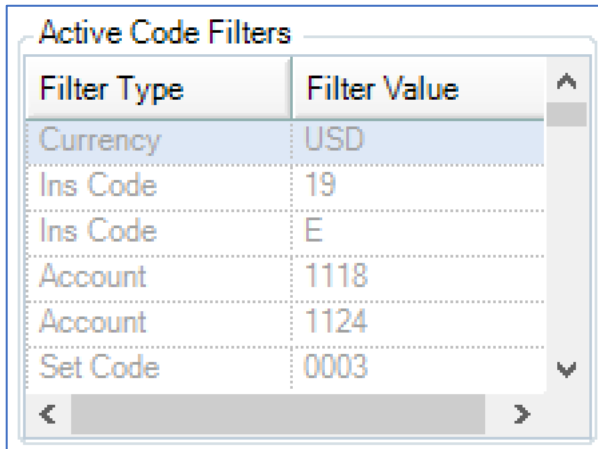 Active Code Filters
Filter Type Filter Value
Currency USD
Ins Code 19
Ins Code E
Account 1118
Account 1124
Set Code 0003